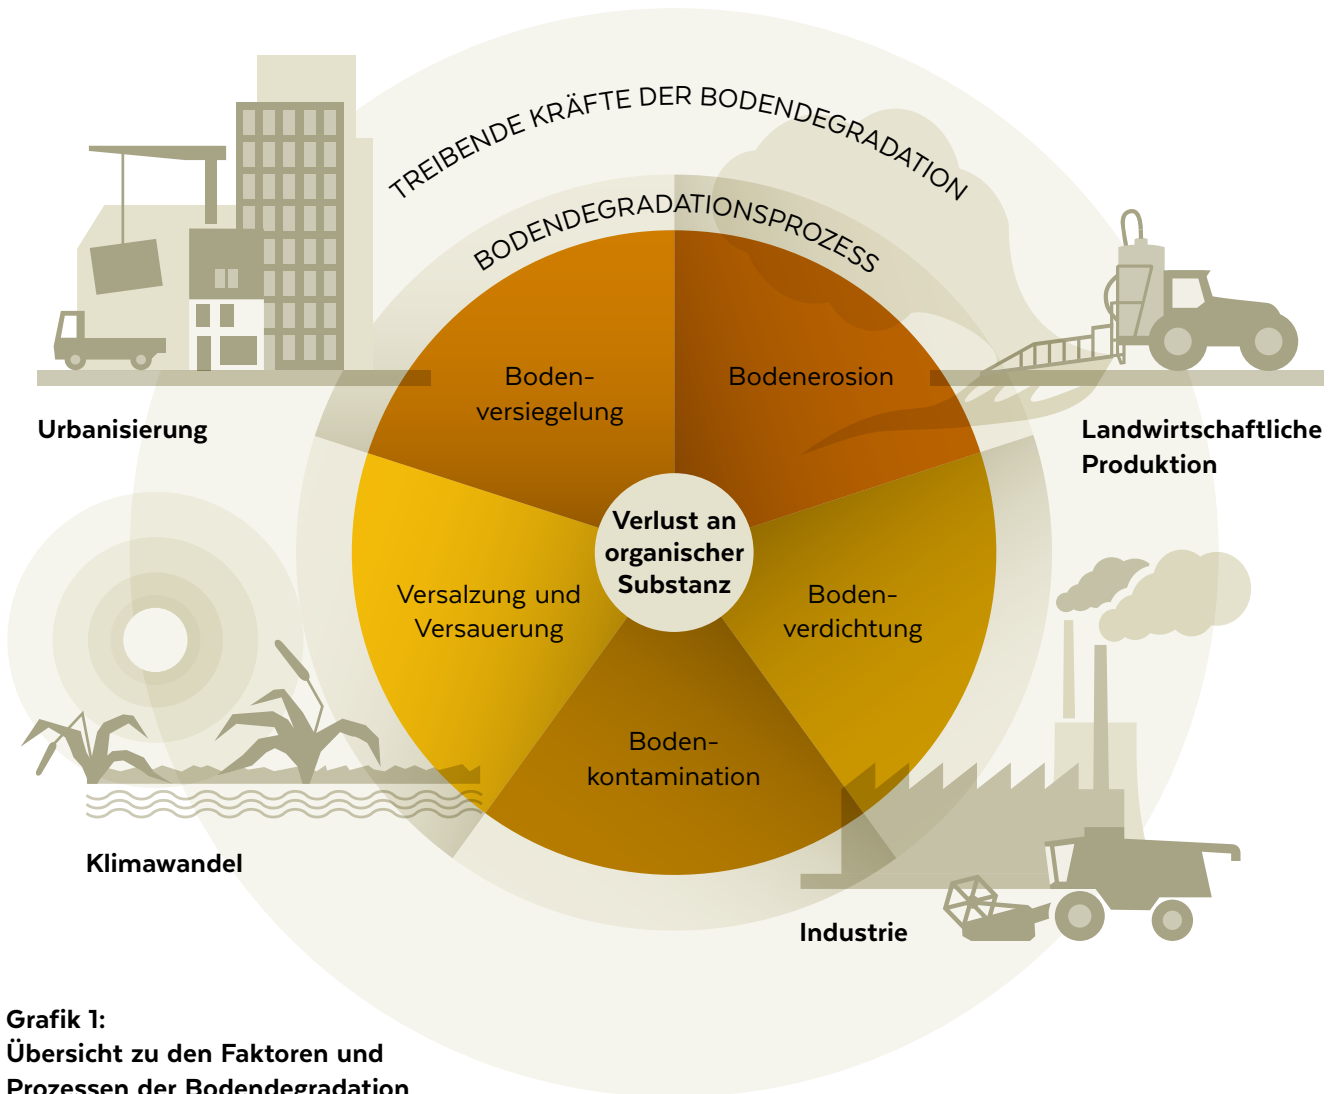 TREIBENDE KRÄFTE DER BODENDEGRADATION
BODENDEGRADATIONSPROZESS
Boden-
versiegelung
Bodenerosion
Urbanisierung
Landwirtschaftliche
Produktion
Verlust an
organischer
Substanz
Versalzung und
Versauerung
Boden-
verdichtung
Boden-
kontamination
Klimawandel
Industrie
Grafik 1:
Übersicht zu den Faktoren und
Prozessen der Bodendegradation